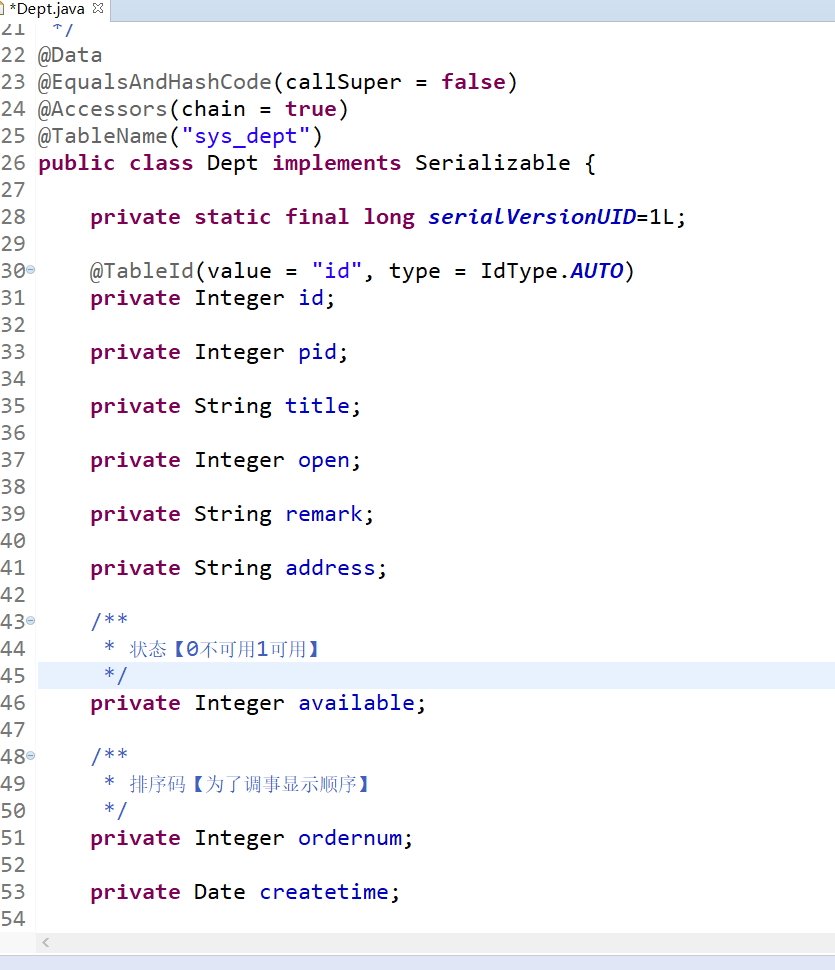 *Dept.java
21 */
22 @Data
23 @EqualsAndHashCode(callSuper = false)
24 @Accessors(chain = true)
25 @TableName("sys_dept")
26 public class Dept implements Serializable {
27
28 private static final long serialVersionUID=1L;
29
30 @TableId(value = "id", type = IdType.AUTO)
31 private Integer id;
32
33 private Integer pid;
34
35 private String title;
36
37 private Integer open;
38
39 private String remark;
40
41 private String address;
42
43 /**
44 * 状态【0不可用1可用】
45 */
46 private Integer available;
47
48 /**
49 * 排序码【为了调事显示顺序】
50 */
51 private Integer ordernum;
52
53 private Date createtime;
54